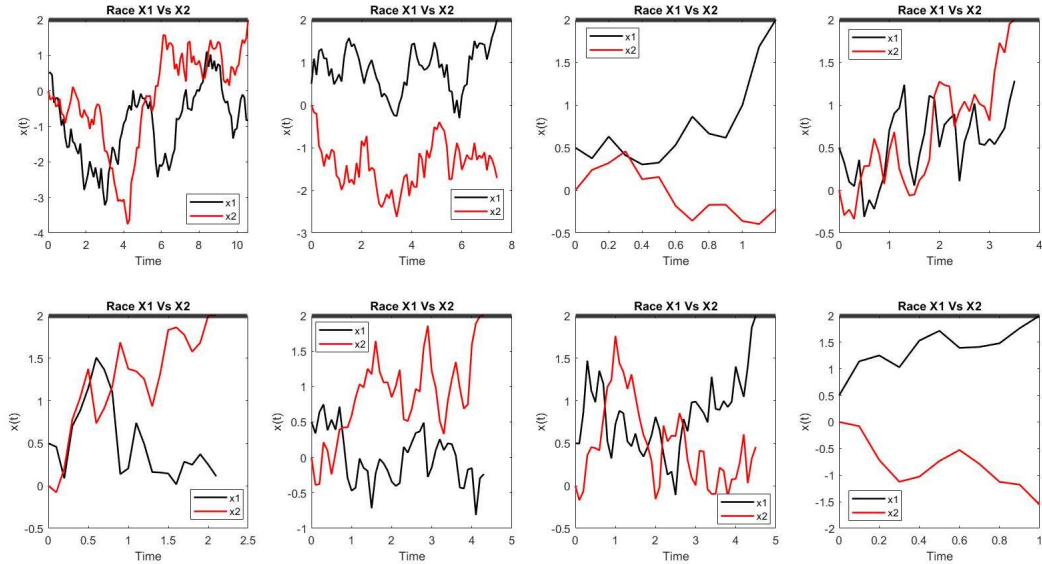 Race X1 Vs X2
2
1
0
-1
-2
-3
-4
x(t)
x1
x2
0 2 4 6 8 10
Time
Race X1 Vs X2
2
1
0
-1
-2
-3
x(t)
x1
x2
0 2 4 6 8
Time
Race X1 Vs X2
2
1.5
1
0.5
0
-0.5
x(t)
x1
x2
0 0.2 0.4 0.6 0.8 1
Time
Race X1 Vs X2
2
1.5
1
0.5
0
-0.5
x(t)
x1
x2
0 1 2 3 4
Time
Race X1 Vs X2
2
1.5
1
0.5
0
-0.5
x(t)
x1
x2
0 0.5 1 1.5 2 2.5
Time
Race X1 Vs X2
2
1.5
1
0.5
0
-0.5
-1
x(t)
x1
x2
0 1 2 3 4 5
Time
Race X1 Vs X2
2
1.5
1
0.5
0
-0.5
x(t)
x1
x2
0 1 2 3 4 5
Time
Race X1 Vs X2
2
1.5
1
0.5
0
-0.5
-1
-1.5
-2
x(t)
x1
x2
0 0.2 0.4 0.6 0.8 1
Time